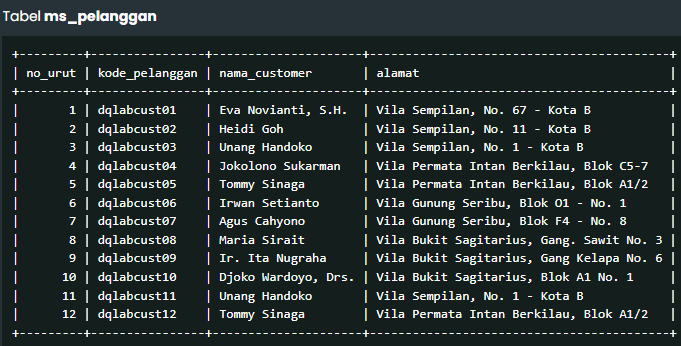 Tabel ms_pelanggan
+---------+----------------+---------------------+------------------------------------------+
| no_urut | kode_pelanggan | nama_customer       | alamat                                   |
+---------+----------------+---------------------+------------------------------------------+
|       1 | dqlabcust01    | Eva Novianti, S.H.  | Vila Sempilan, No. 67 - Kota B           |
|       2 | dqlabcust02    | Heidi Goh           | Vila Sempilan, No. 11 - Kota B           |
|       3 | dqlabcust03    | Unang Handoko       | Vila Sempilan, No. 1 - Kota B            |
|       4 | dqlabcust04    | Jokolono Sukarman   | Vila Permata Intan Berkilau, Blok C5-7   |
|       5 | dqlabcust05    | Tommy Sinaga        | Vila Permata Intan Berkilau, Blok A1/2   |
|       6 | dqlabcust06    | Irwan Setianto      | Vila Gunung Seribu, Blok O1 - No. 1      |
|       7 | dqlabcust07    | Agus Cahyono        | Vila Gunung Seribu, Blok F4 - No. 8      |
|       8 | dqlabcust08    | Maria Sirait        | Vila Bukit Sagitarius, Gang. Sawit No. 3 |
|       9 | dqlabcust09    | Ir. Ita Nugraha     | Vila Bukit Sagitarius, Gang Kelapa No. 6 |
|      10 | dqlabcust10    | Djoko Wardoyo, Drs. | Vila Bukit Sagitarius, Blok A1 No. 1     |
|      11 | dqlabcust11    | Unang Handoko       | Vila Sempilan, No. 1 - Kota B            |
|      12 | dqlabcust12    | Tommy Sinaga        | Vila Permata Intan Berkilau, Blok A1/2   |
+---------+----------------+---------------------+------------------------------------------+